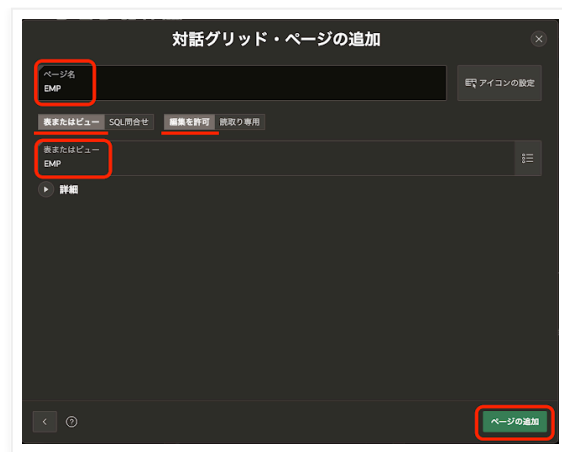 対話グリッド・ページの追加
ページ名
EMP
アイコンの設定
表またはビュー SQL問合せ 編集を許可 読取り専用
表またはビュー
EMP
詳細
ページの追加